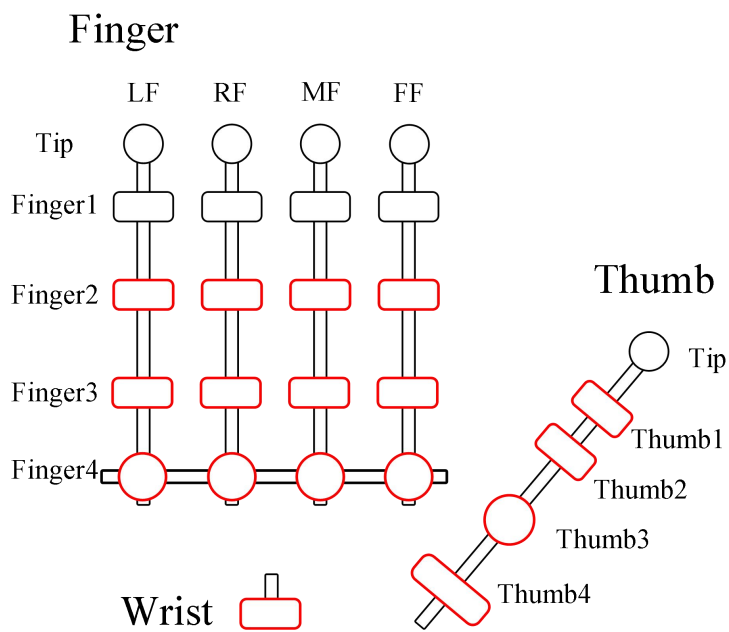 Finger
LF RF MF FF
Tip
Finger1
Finger2
Thumb
Tip
Finger3
Thumb1
Finger4
Thumb2
Thumb3
Thumb4
Wrist